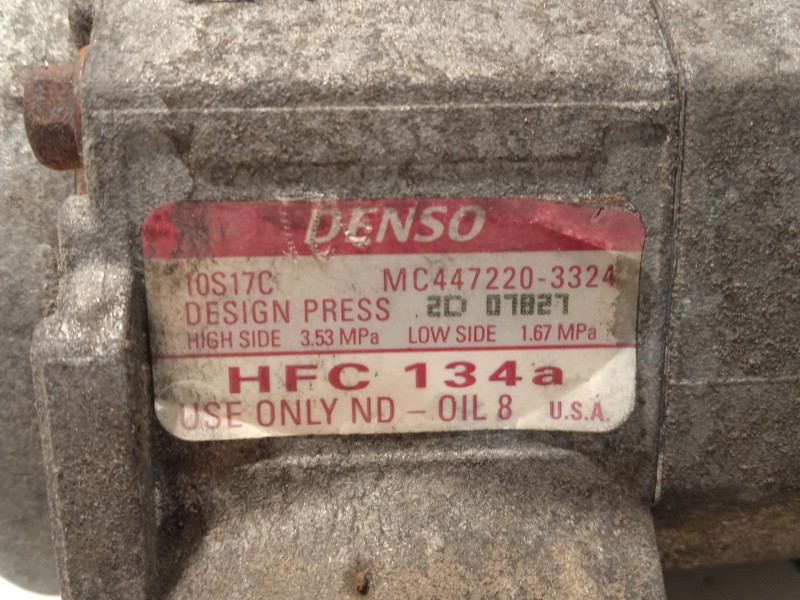 DENSO
10S17C MC447220-3324
DESIGN PRESS 2D 07827
HIGH SIDE 3.53 MPa LOW SIDE 1.67 MPa
HFC 134a
USE ONLY ND - OIL 8 U.S.A.